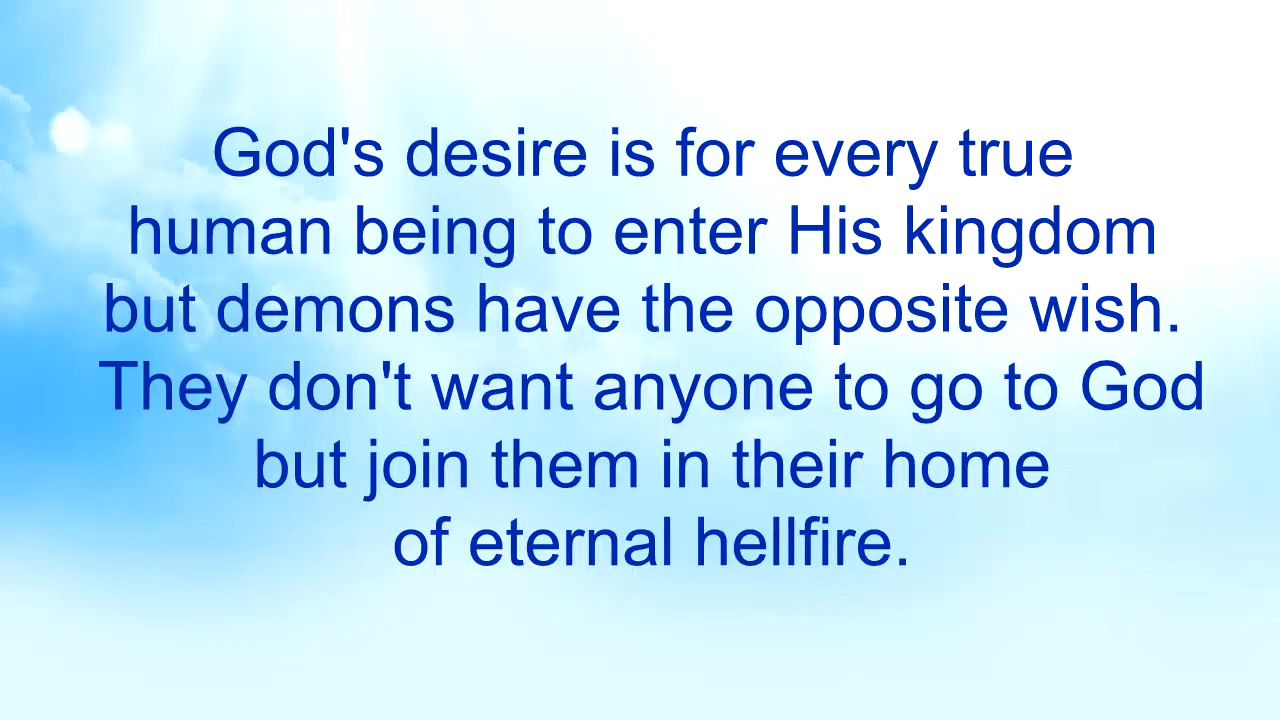 God's desire is for every true
human being to enter His kingdom
but demons have the opposite wish.
They don't want anyone to go to God
but join them in their home
of eternal hellfire.